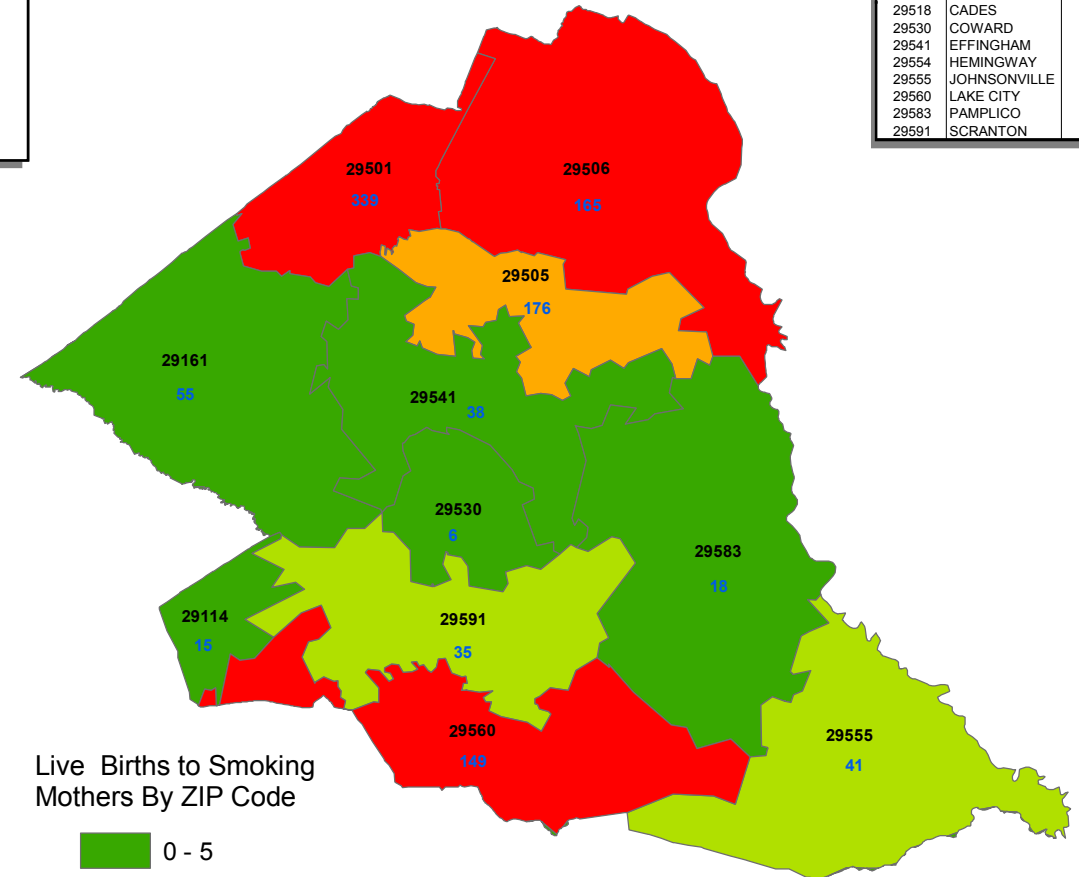 29518 CADES
29530 COWARD
29541 EFFINGHAM
29554 HEMINGWAY
29555 JOHNSONVILLE
29560 LAKE CITY
29583 PAMPLICO
29591 SCRANTON
29501
339
29506
165
29505
176
29161
55
29541
38
29530
6
29583
18
29114
15
29591
35
29560
149
29555
41
Live Births to Smoking
Mothers By ZIP Code
0 - 5